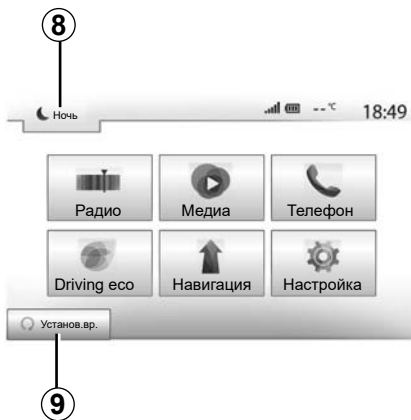 8
Ночь
--°C
18:49
Радио Медиа Телефон
Driving eco Навигация Настройка
Установ.вр.
9